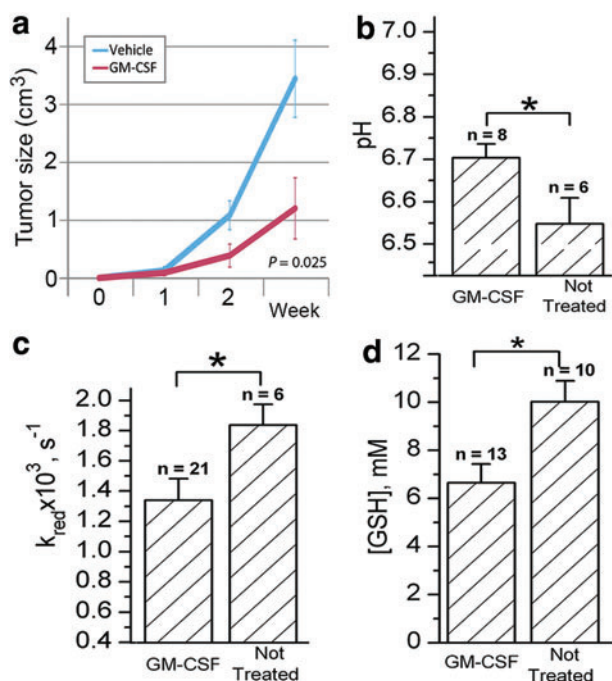 a
Vehicle
GM-CSF
Tumor size (cm³)
4
3
2
1
0
0 1 2 Week
P = 0.025
b
pH
7.0
6.9
6.8
6.7
6.6
6.5
*
n = 8
n = 6
GM-CSF
Not
Treated
c
k_red×10³, s⁻¹
2.0
1.8
1.6
1.4
1.2
1.0
0.8
0.6
0.4
*
n = 21
n = 6
GM-CSF
Not
Treated
d
[GSH], mM
12
10
8
6
4
2
0
*
n = 13
n = 10
GM-CSF
Not
Treated